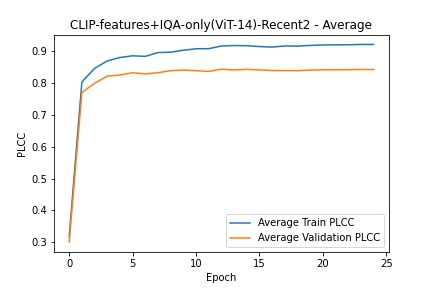 CLIP-features+IQA-only(ViT-14)-Recent2 - Average
0.9
0.8
0.7
0.6
0.5
0.4
0.3
PLCC
Average Train PLCC
Average Validation PLCC
0 5 10 15 20 25
Epoch